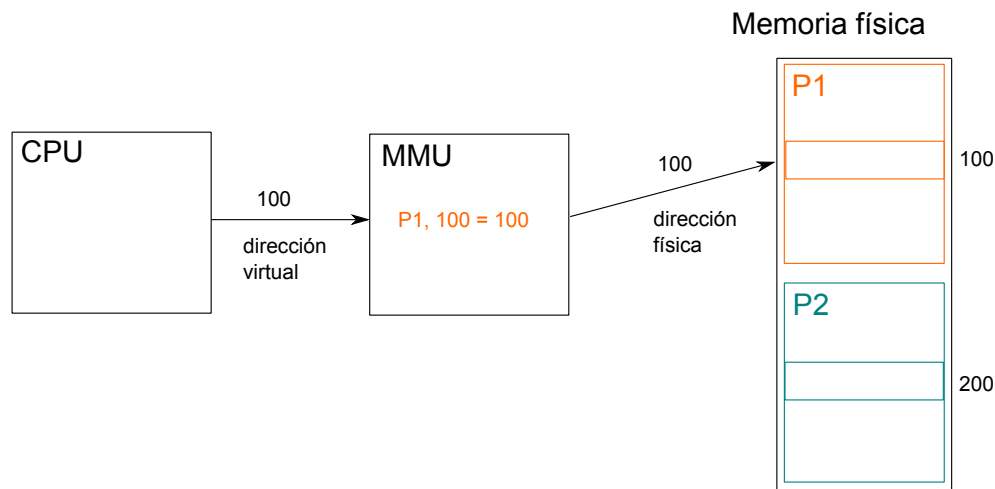 Memoria física
P1
CPU
MMU
100
100
100
P1, 100 = 100
dirección
virtual
dirección
física
P2
200